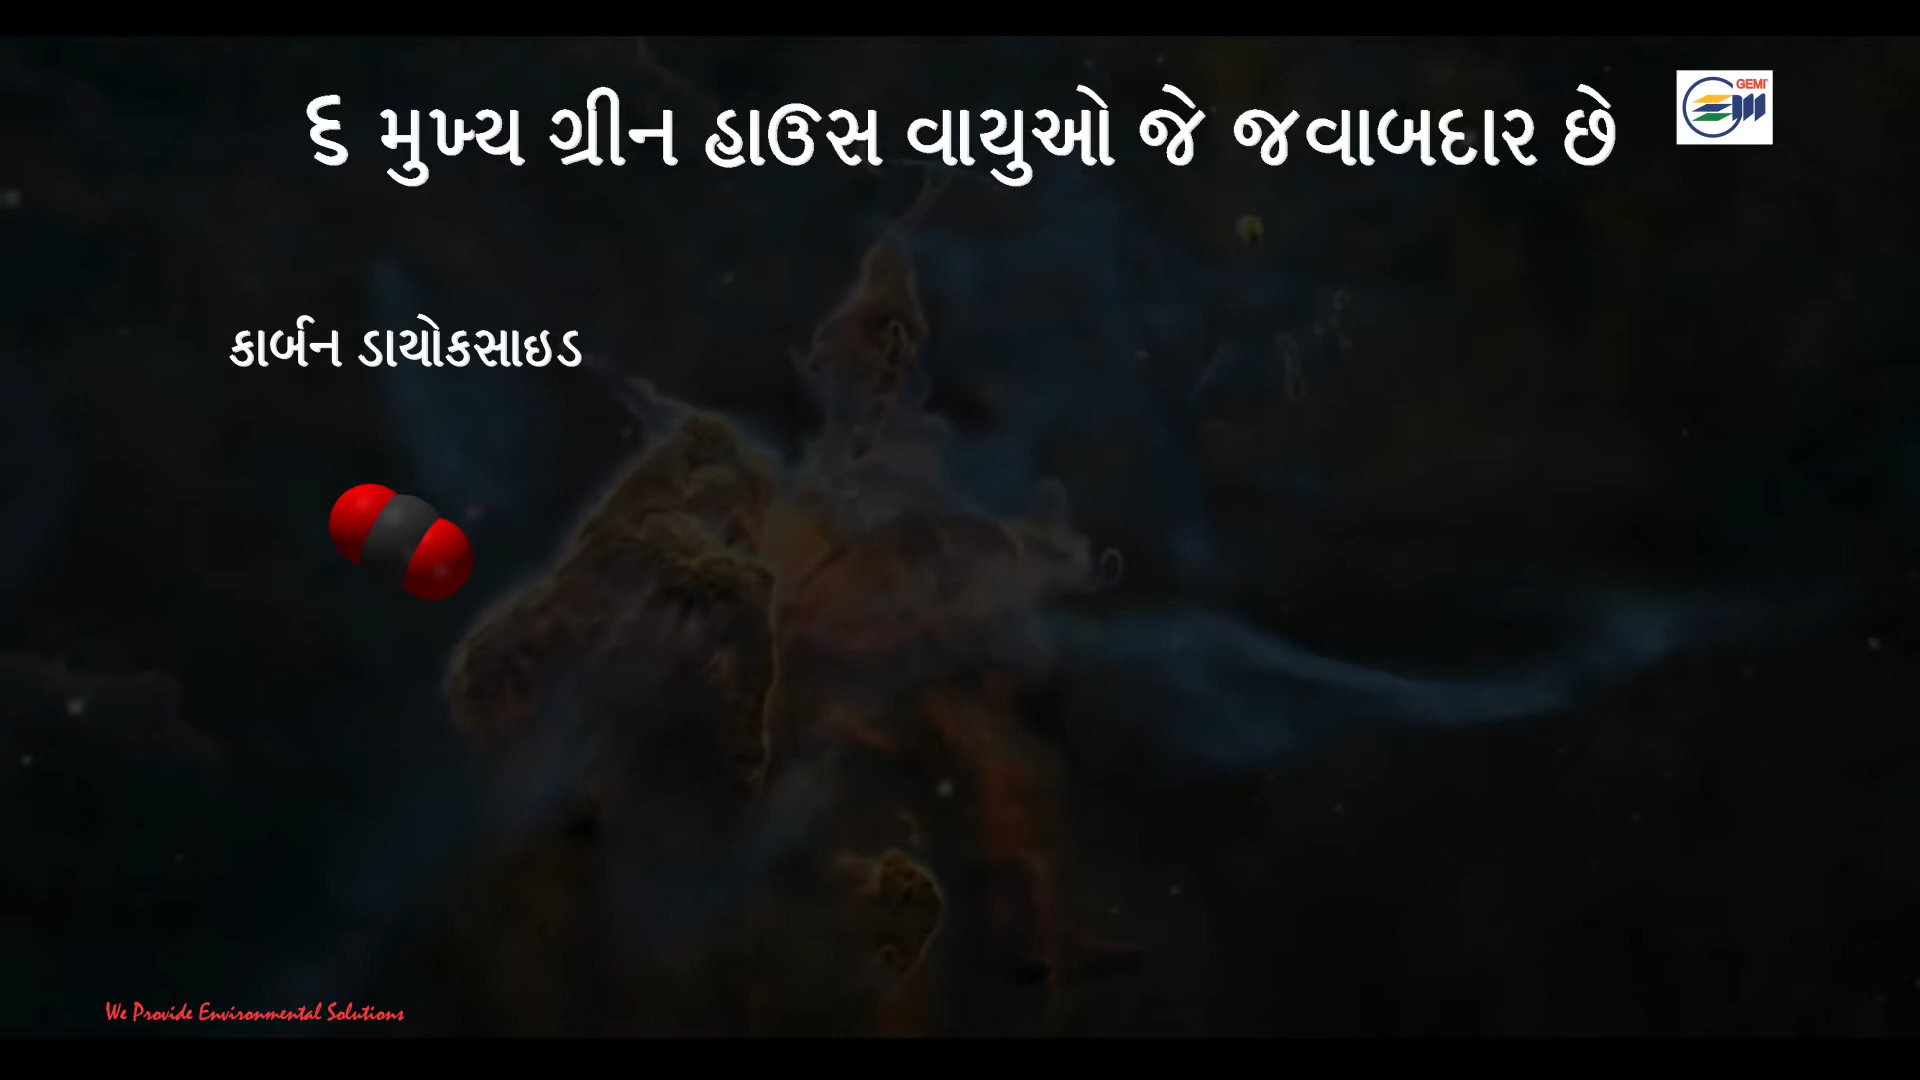 ૬ મુખ્ય ગ્રીન હાઉસ વાયુઓ જે જવાબદાર છે
GEMI
કાર્બન ડાયોકસાઇડ
We Provide Environmental Solutions